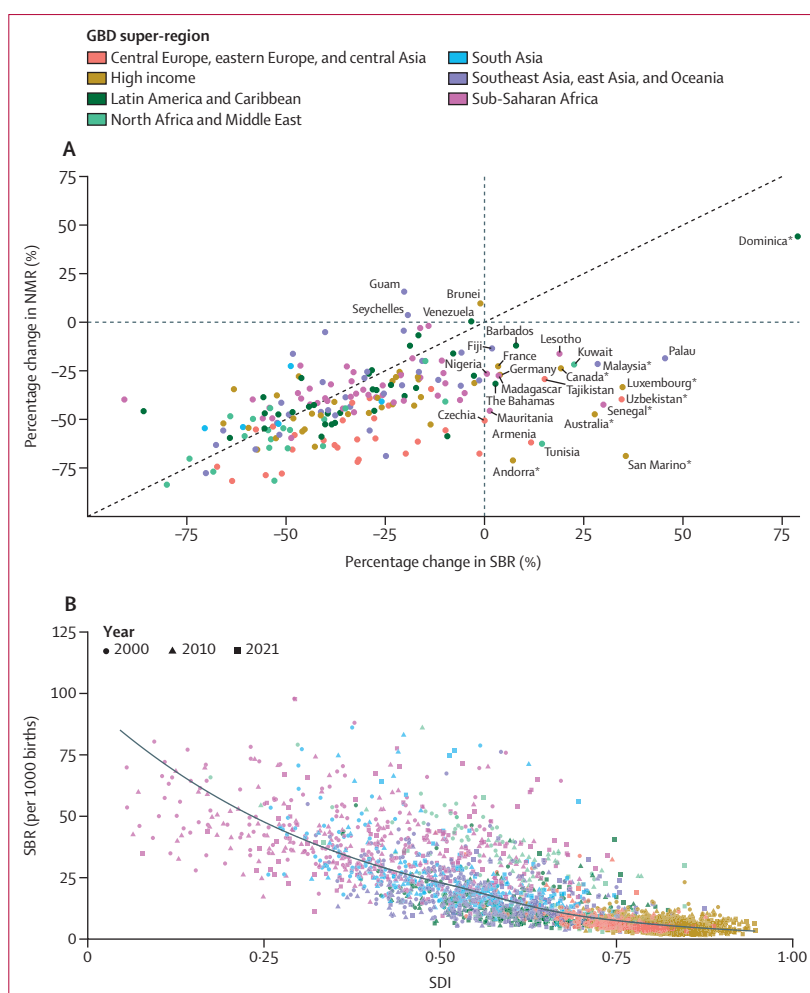 GBD super-region
Central Europe, eastern Europe, and central Asia
High income
Latin America and Caribbean
North Africa and Middle East
South Asia
Southeast Asia, east Asia, and Oceania
Sub-Saharan Africa
A
75
50
25
0
−25
−50
−75
Percentage change in NMR (%)
Dominica*
Guam
Brunei
Seychelles
Venezuela
Barbados
Lesotho
Fiji
Kuwait
Palau
France
Malaysia*
Nigeria
Germany
Canada*
Luxembourg*
Madagascar
Tajikistan
The Bahamas
Uzbekistan*
Senegal*
Czechia
Mauritania
Australia*
Armenia
Tunisia
San Marino*
Andorra*
−75
−50
−25
0
25
50
75
Percentage change in SBR (%)
B
Year
2000
2010
2021
125
100
75
50
25
0
SBR (per 1000 births)
0
0·25
0·50
0·75
1·00
SDI